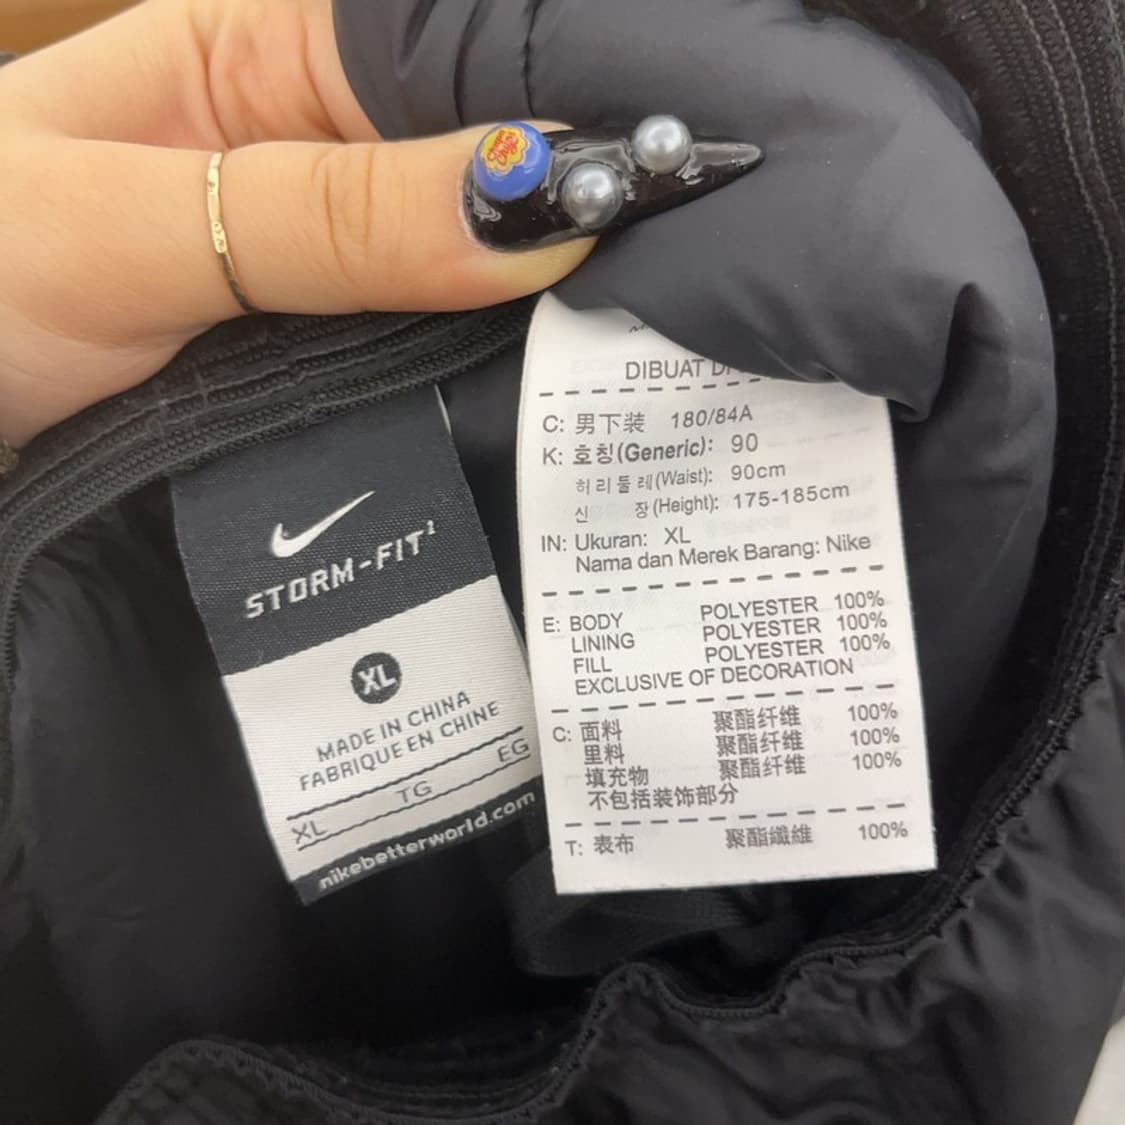 Chupa
Chups
STORM-FIT²
XL
MADE IN CHINA
FABRIQUE EN CHINE
XL TG EG
nikebetterworld.com
DIBUAT
C: 男下装 180/84A
K: 호칭(Generic): 90
허리둘레(Waist): 90cm
신 장(Height): 175-185cm
IN: Ukuran: XL
Nama dan Merek Barang: Nike
E: BODY POLYESTER 100%
LINING POLYESTER 100%
FILL POLYESTER 100%
EXCLUSIVE OF DECORATION
C: 面料 聚酯纤维 100%
里料 聚酯纤维 100%
填充物 聚酯纤维 100%
不包括装饰部分
T: 表布 聚酯纖維 100%